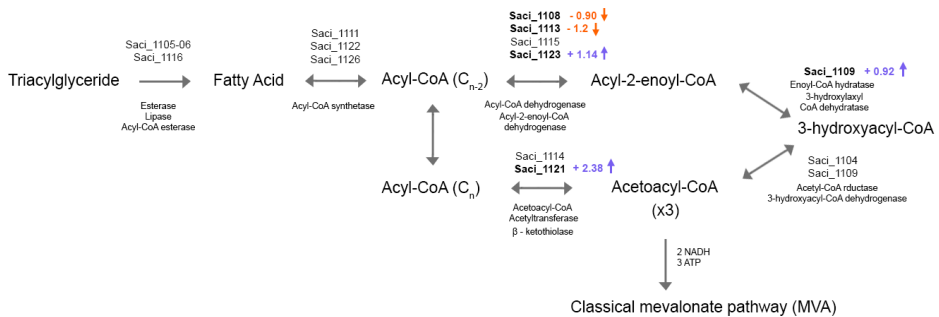 Saci_1108 - 0.90
Saci_1113 - 1.2
Saci_1115
Saci_1123 + 1.14
Saci_1105-06
Saci_1116
Saci_1111
Saci_1122
Saci_1126
Triacylglyceride
Fatty Acid
Acyl-CoA (Cn-2)
Acyl-2-enoyl-CoA
Esterase
Lipase
Acyl-CoA esterase
Acyl-CoA synthetase
Acyl-CoA dehydrogenase
Acyl-2-enoyl-CoA
dehydrogenase
Saci_1109 + 0.92
Enoyl-CoA hydratase
3-hydroxylaxyl
CoA dehydratase
3-hydroxyacyl-CoA
Saci_1104
Saci_1109
Acetyl-CoA rductase
3-hydroxyacyl-CoA dehydrogenase
Saci_1114
Saci_1121 + 2.38
Acyl-CoA (Cn)
Acetoacyl-CoA
(x3)
Acetoacyl-CoA
Acetyltransferase
β - ketothiolase
2 NADH
3 ATP
Classical mevalonate pathway (MVA)